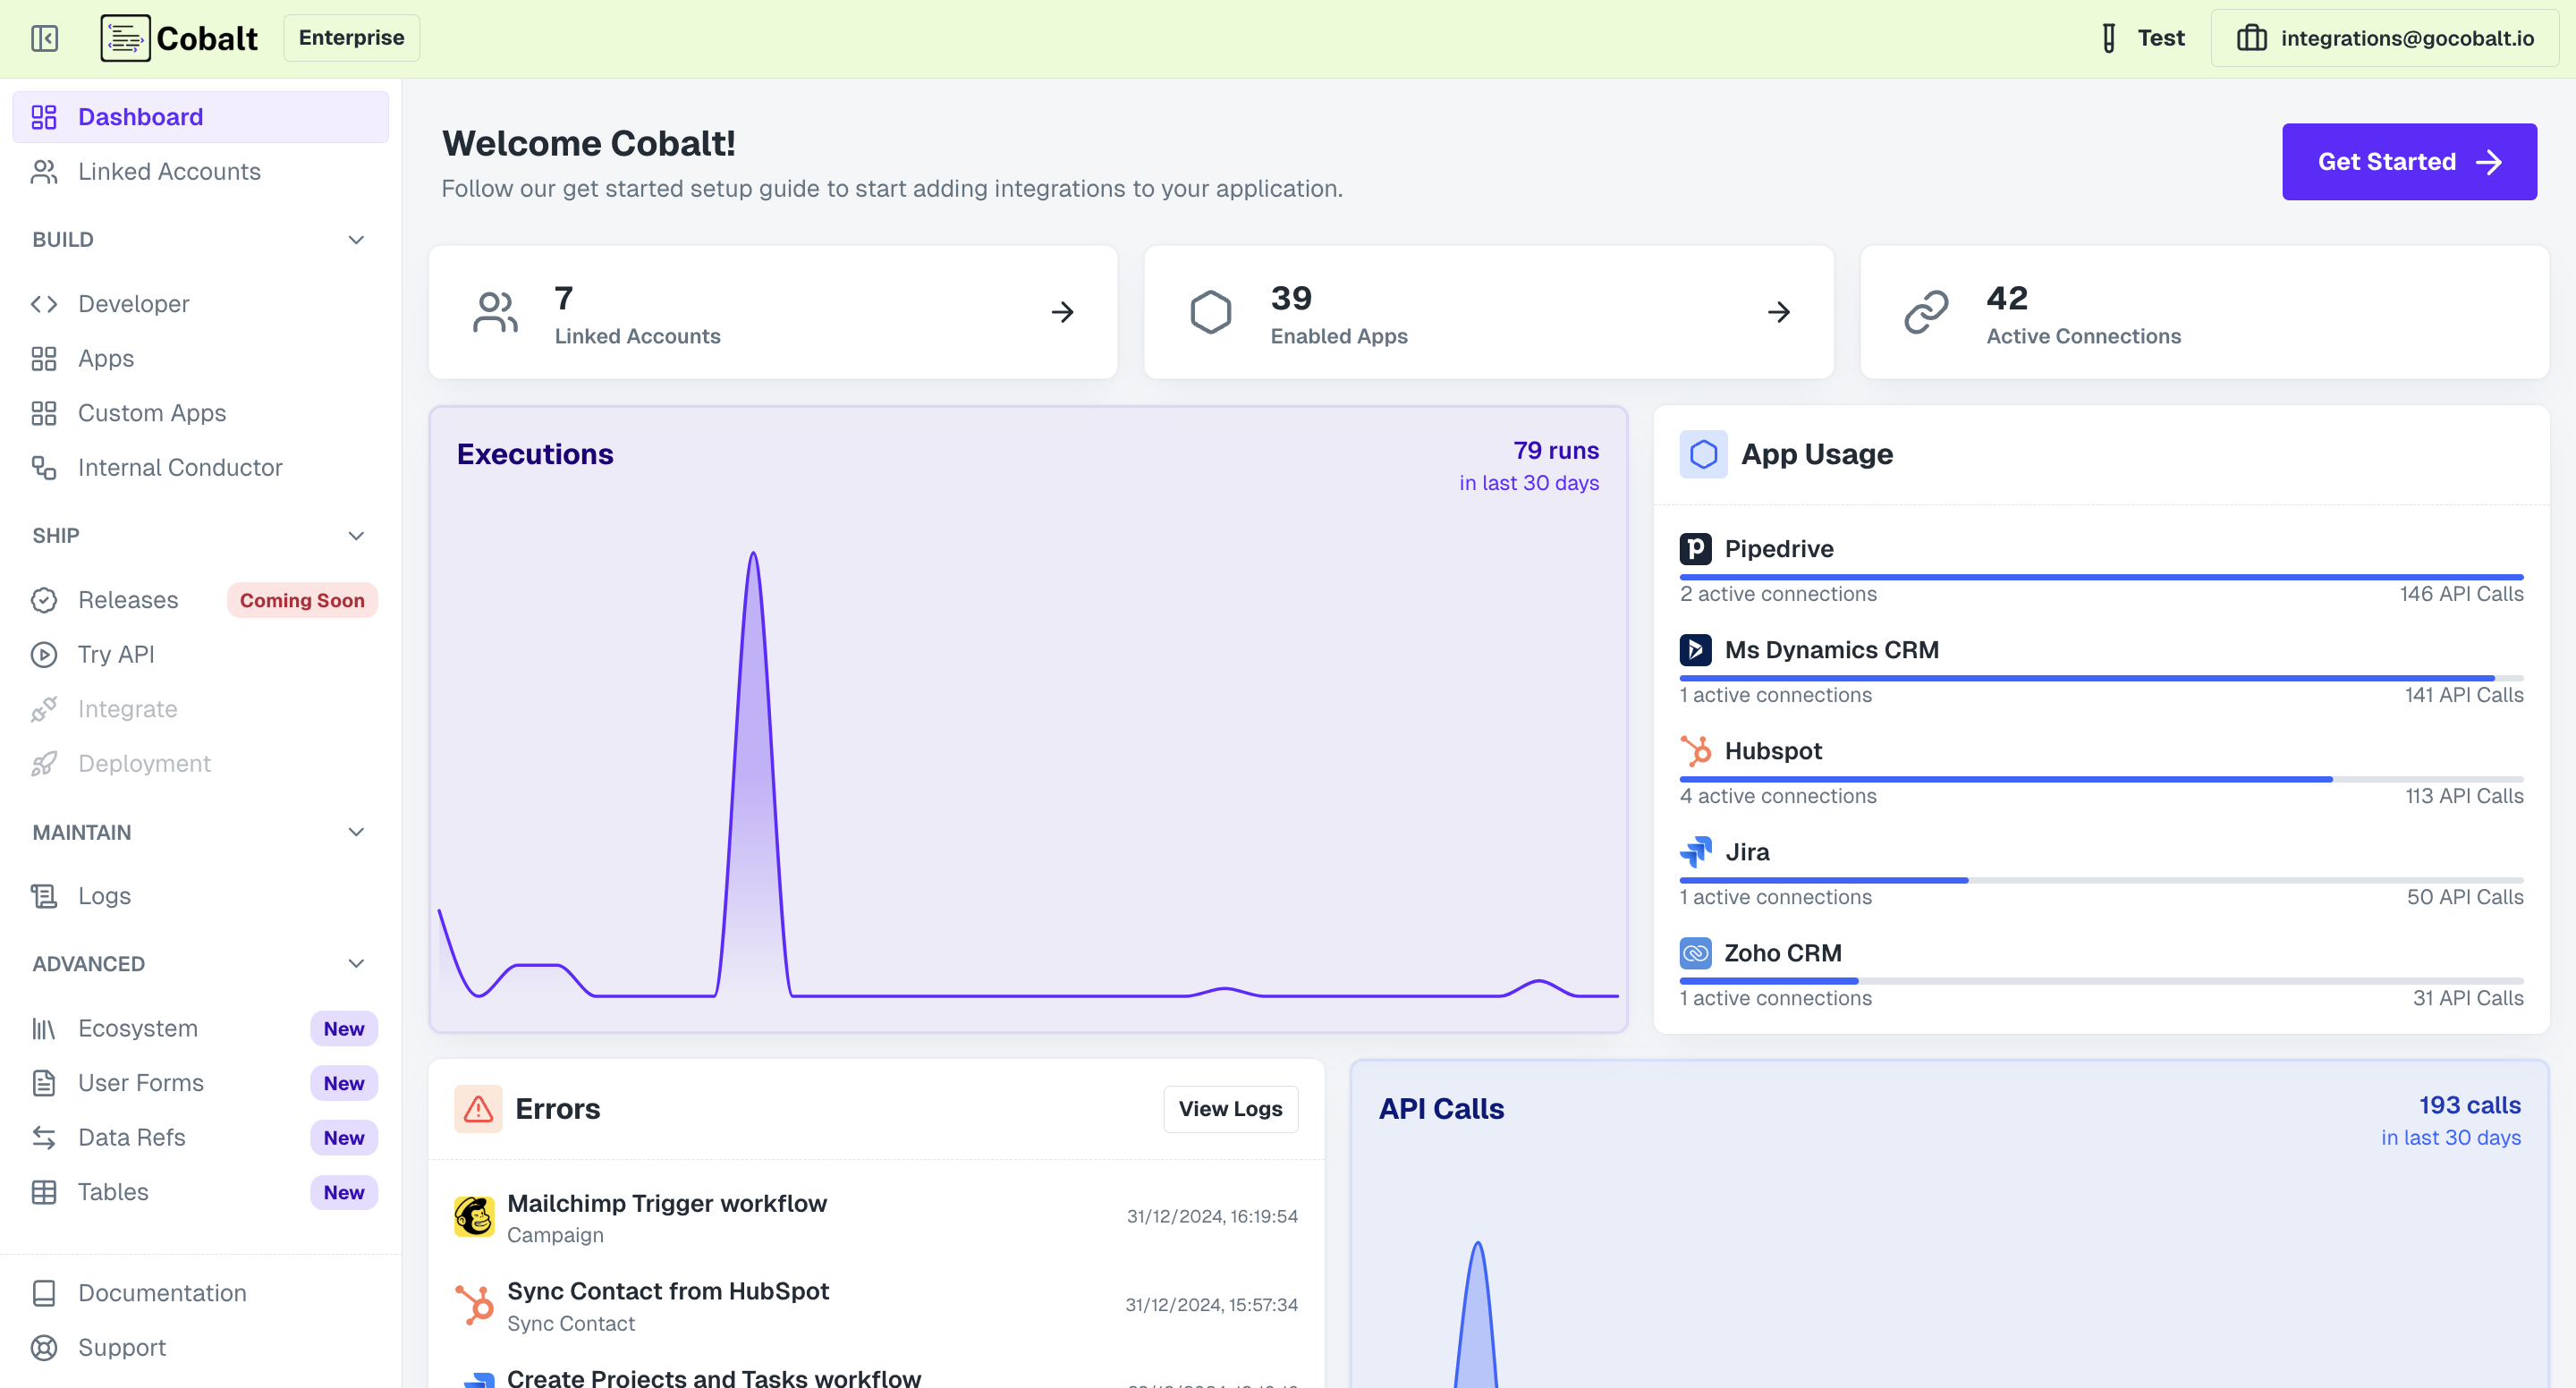 Cobalt
Enterprise
Test
integrations@gocobalt.io
Dashboard
Linked Accounts
BUILD
Developer
Apps
Custom Apps
Internal Conductor
SHIP
Releases
Coming Soon
Try API
Integrate
Deployment
MAINTAIN
Logs
ADVANCED
Ecosystem
New
User Forms
New
Data Refs
New
Tables
New
Documentation
Support
Welcome Cobalt!
Follow our get started setup guide to start adding integrations to your application.
Get Started
7
Linked Accounts
39
Enabled Apps
42
Active Connections
Executions
79 runs
in last 30 days
App Usage
Pipedrive
2 active connections
146 API Calls
Ms Dynamics CRM
1 active connections
141 API Calls
Hubspot
4 active connections
113 API Calls
Jira
1 active connections
50 API Calls
Zoho CRM
1 active connections
31 API Calls
Errors
View Logs
Mailchimp Trigger workflow
Campaign
31/12/2024, 16:19:54
Sync Contact from HubSpot
Sync Contact
31/12/2024, 15:57:34
Create Projects and Tasks workflow
API Calls
193 calls
in last 30 days